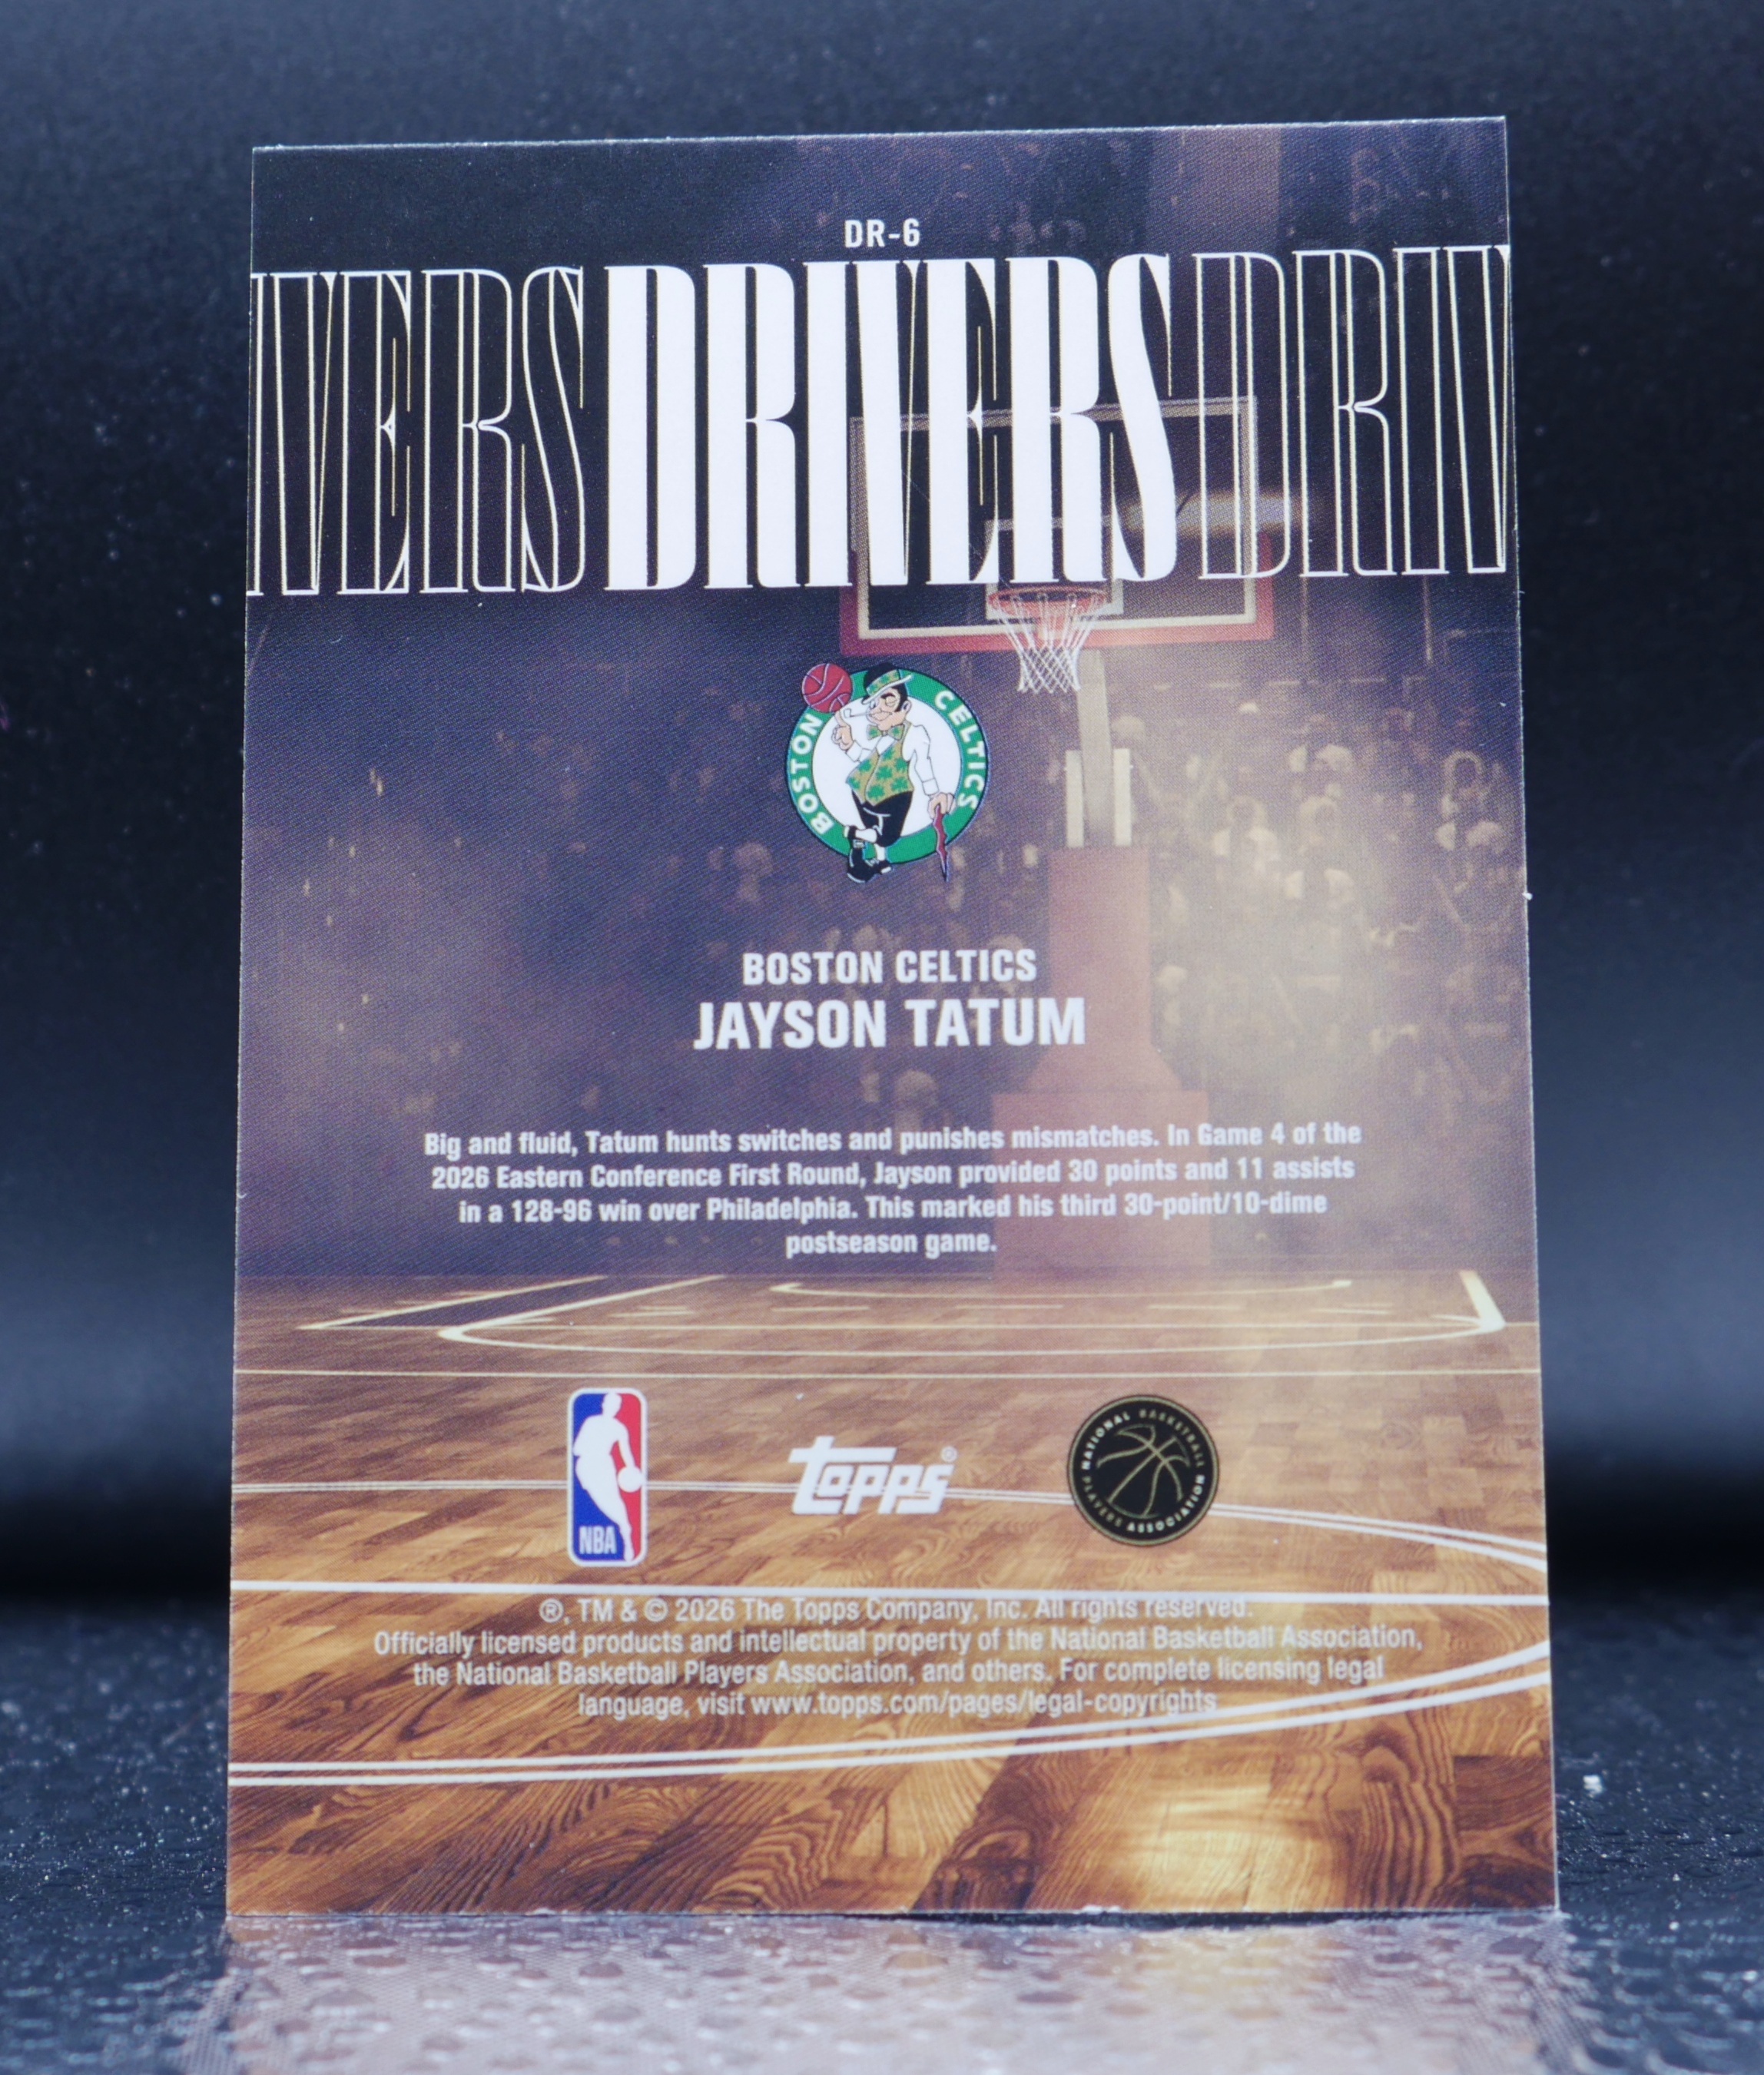 DR-6
IVERS DRIVERS DRIV
BOSTON CELTICS
BOSTON CELTICS
JAYSON TATUM
Big and fluid, Tatum hunts switches and punishes mismatches. In Game 4 of the
2026 Eastern Conference First Round, Jayson provided 30 points and 11 assists
in a 128-96 win over Philadelphia. This marked his third 30-point/10-dime
postseason game.
NBA
topps®
NATIONAL BASKETBALL PLAYERS ASSOCIATION
®, TM & © 2026 The Topps Company, Inc. All rights reserved.
Officially licensed products and intellectual property of the National Basketball Association,
the National Basketball Players Association, and others. For complete licensing legal
language, visit www.topps.com/pages/legal-copyrights